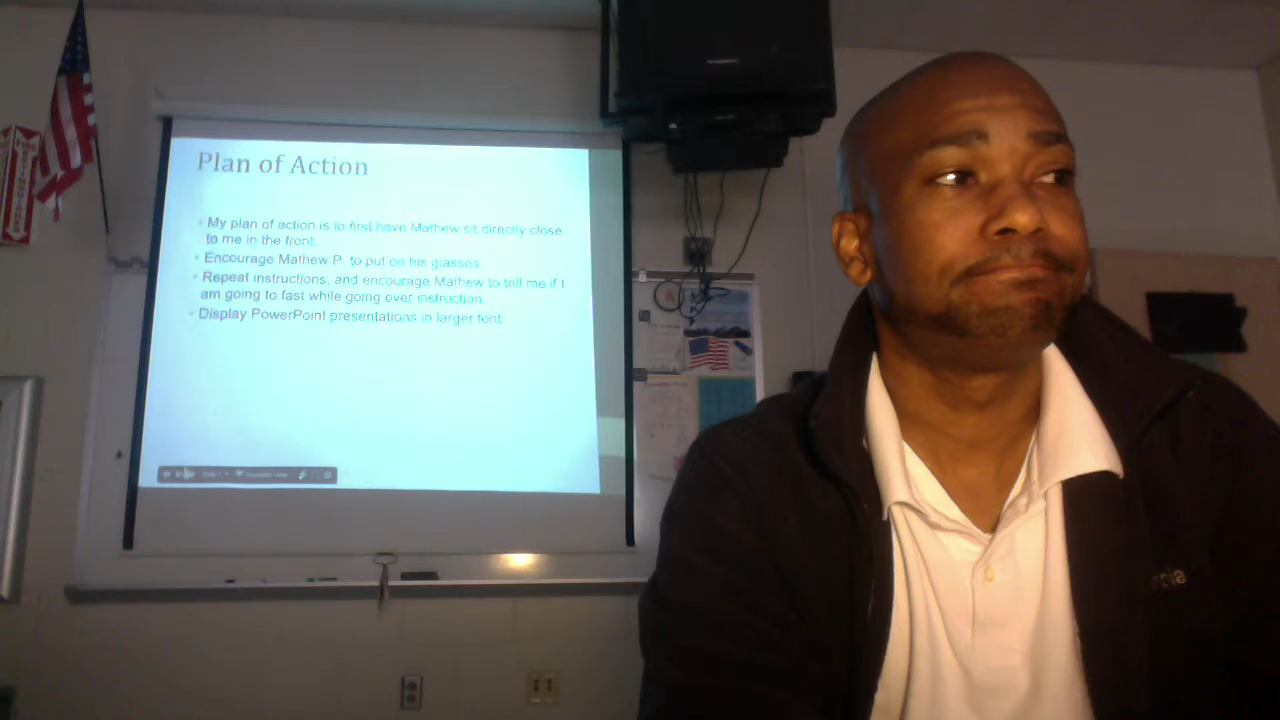 Plan of Action
My plan of action is to first have Mathew sit directly close
to me in the front.
Encourage Mathew P. to put on his glasses.
Repeat instructions, and encourage Mathew to tell me if I
am going to fast while going over instruction.
Display PowerPoint presentations in larger font.